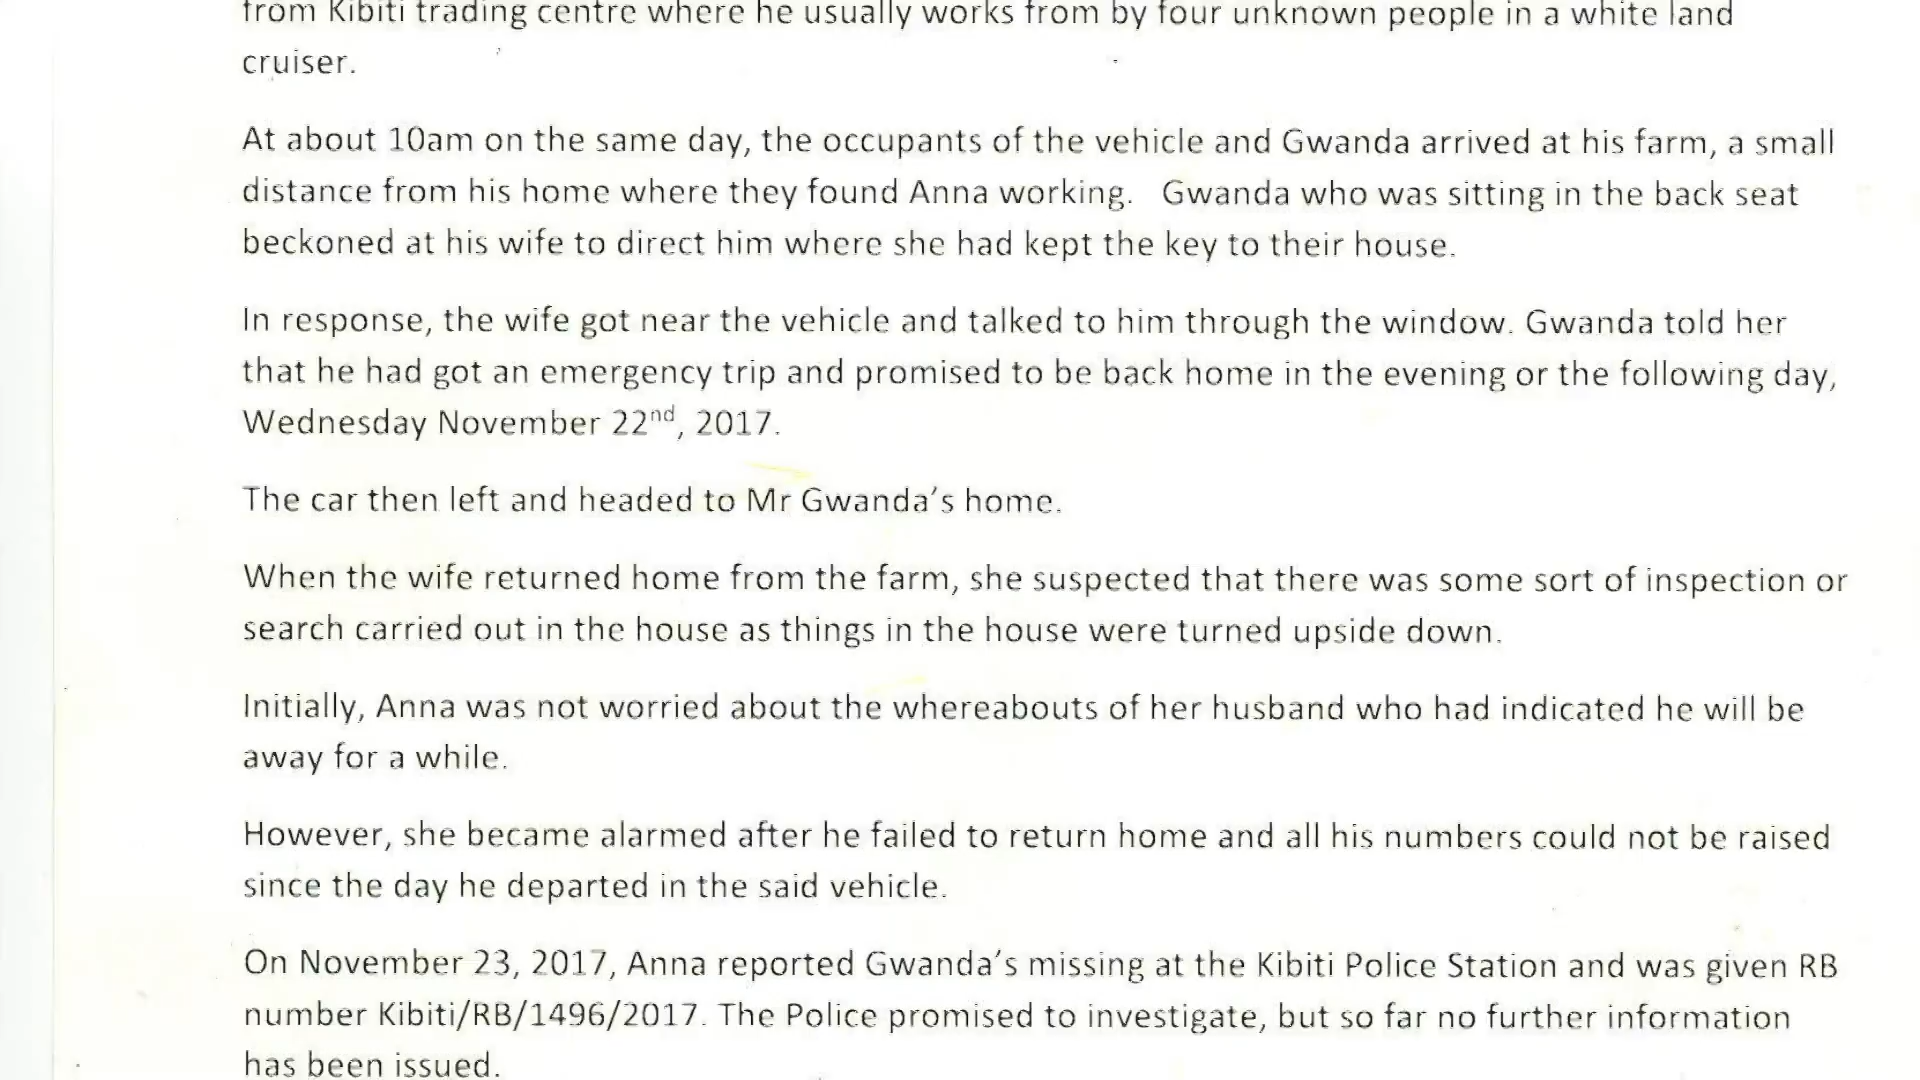 from Kibiti trading centre where he usually works from by four unknown people in a white land
cruiser.
At about 10am on the same day, the occupants of the vehicle and Gwanda arrived at his farm, a small
distance from his home where they found Anna working. Gwanda who was sitting in the back seat
beckoned at his wife to direct him where she had kept the key to their house.
In response, the wife got near the vehicle and talked to him through the window. Gwanda told her
that he had got an emergency trip and promised to be back home in the evening or the following day,
Wednesday November 22nd, 2017.
The car then left and headed to Mr Gwanda's home.
When the wife returned home from the farm, she suspected that there was some sort of inspection or
search carried out in the house as things in the house were turned upside down.
Initially, Anna was not worried about the whereabouts of her husband who had indicated he will be
away for a while.
However, she became alarmed after he failed to return home and all his numbers could not be raised
since the day he departed in the said vehicle.
On November 23, 2017, Anna reported Gwanda's missing at the Kibiti Police Station and was given RB
number Kibiti/RB/1496/2017. The Police promised to investigate, but so far no further information
has been issued.